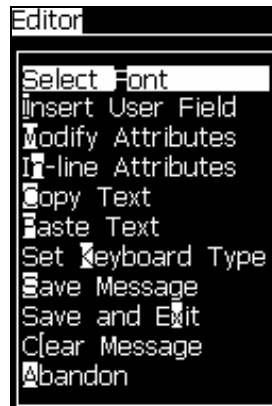 Editor
Select Font
Insert User Field
Modify Attributes
In-line Attributes
Copy Text
Paste Text
Set Keyboard Type
Save Message
Save and Exit
Clear Message
Abandon